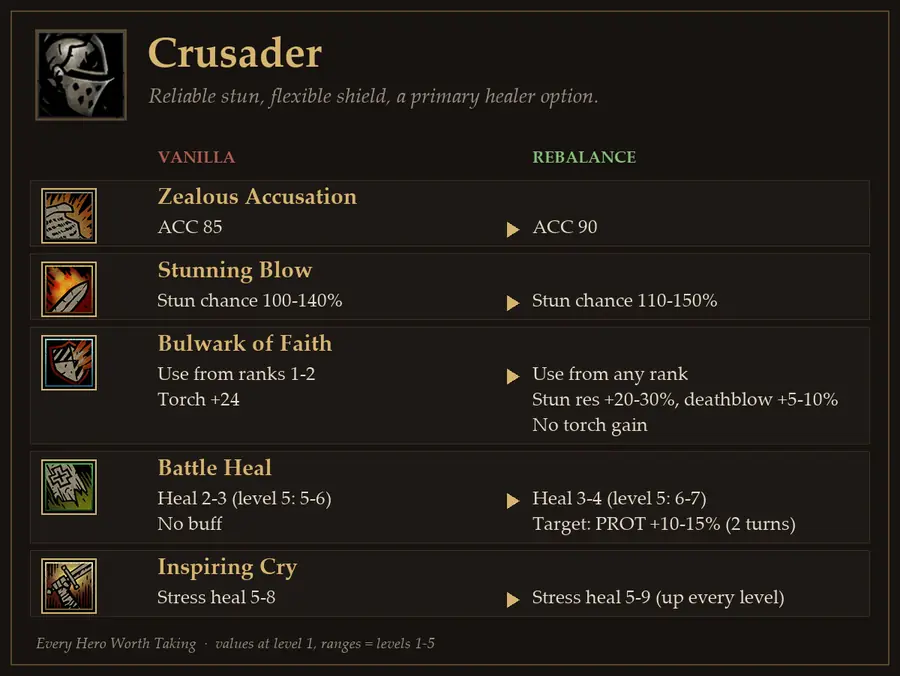 Crusader
Reliable stun, flexible shield, a primary healer option.
VANILLA
REBALANCE
Zealous Accusation
ACC 85
ACC 90
Stunning Blow
Stun chance 100-140%
Stun chance 110-150%
Bulwark of Faith
Use from ranks 1-2
Use from any rank
Torch +24
Stun res +20-30%, deathblow +5-10%
No torch gain
Battle Heal
Heal 2-3 (level 5: 5-6)
Heal 3-4 (level 5: 6-7)
No buff
Target: PROT +10-15% (2 turns)
Inspiring Cry
Stress heal 5-8
Stress heal 5-9 (up every level)
Every Hero Worth Taking · values at level 1, ranges = levels 1-5